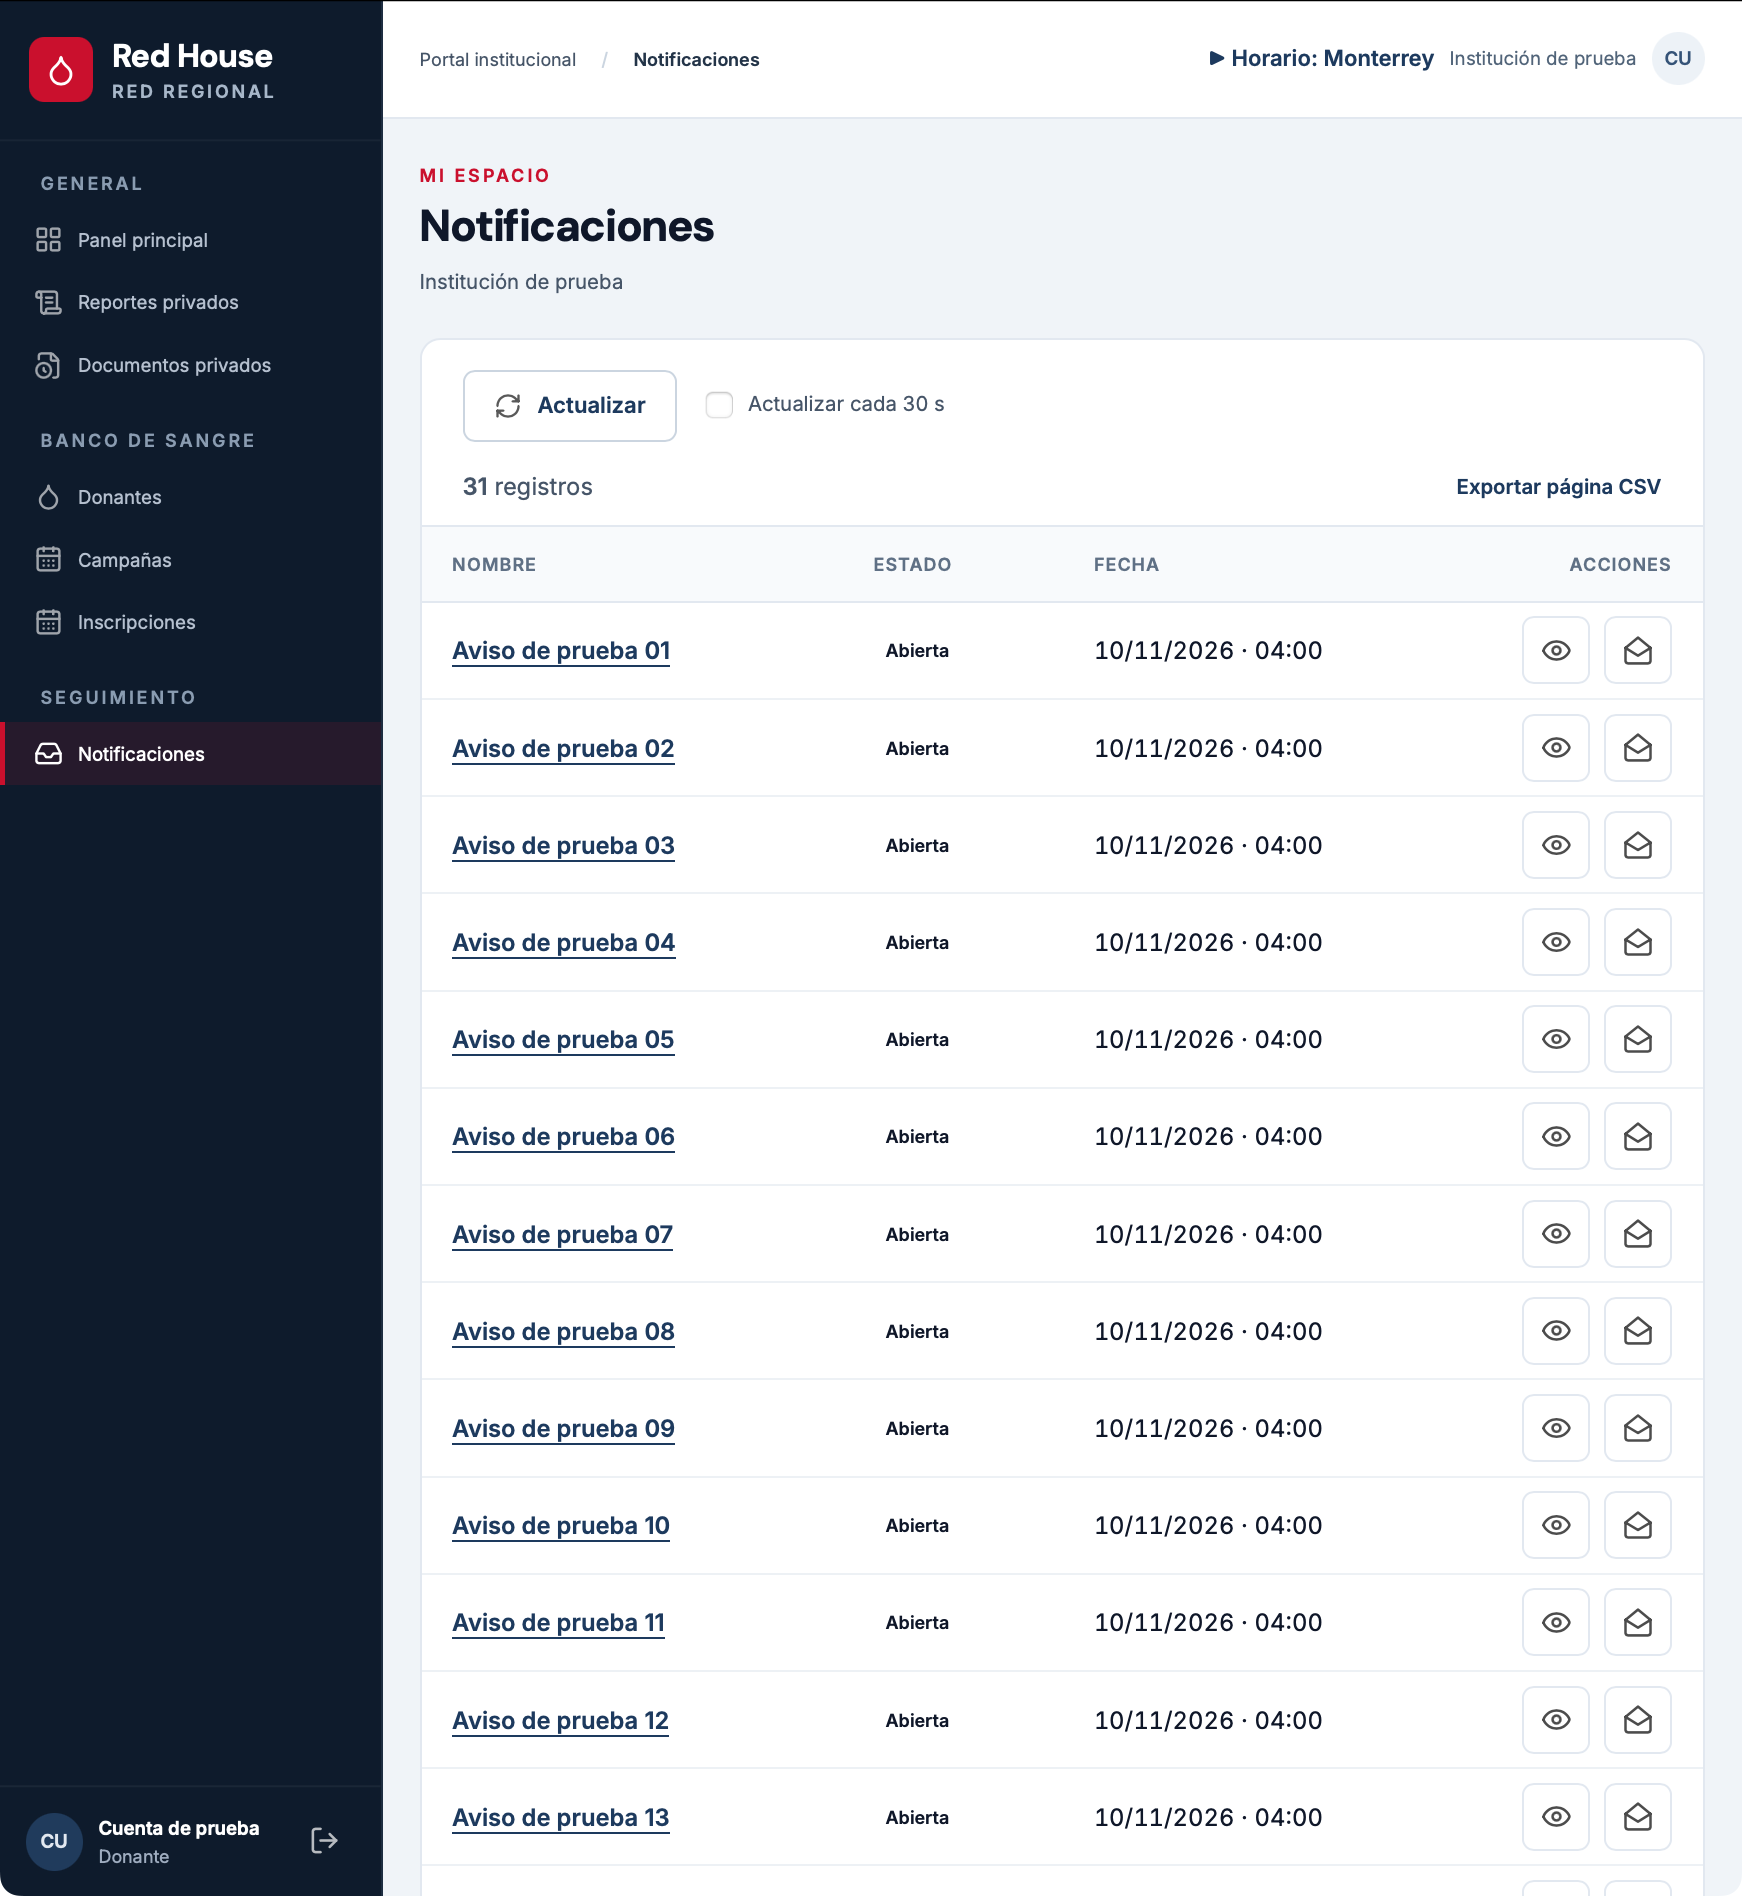 Red House
RED REGIONAL
GENERAL
Panel principal
Reportes privados
Documentos privados
BANCO DE SANGRE
Donantes
Campañas
Inscripciones
SEGUIMIENTO
Notificaciones
CU
Cuenta de prueba
Donante
Portal institucional / Notificaciones
Horario: Monterrey Institución de prueba CU
MI ESPACIO
Notificaciones
Institución de prueba
Actualizar Actualizar cada 30 s
31 registros Exportar página CSV
NOMBRE ESTADO FECHA ACCIONES
Aviso de prueba 01 Abierta 10/11/2026 · 04:00
Aviso de prueba 02 Abierta 10/11/2026 · 04:00
Aviso de prueba 03 Abierta 10/11/2026 · 04:00
Aviso de prueba 04 Abierta 10/11/2026 · 04:00
Aviso de prueba 05 Abierta 10/11/2026 · 04:00
Aviso de prueba 06 Abierta 10/11/2026 · 04:00
Aviso de prueba 07 Abierta 10/11/2026 · 04:00
Aviso de prueba 08 Abierta 10/11/2026 · 04:00
Aviso de prueba 09 Abierta 10/11/2026 · 04:00
Aviso de prueba 10 Abierta 10/11/2026 · 04:00
Aviso de prueba 11 Abierta 10/11/2026 · 04:00
Aviso de prueba 12 Abierta 10/11/2026 · 04:00
Aviso de prueba 13 Abierta 10/11/2026 · 04:00